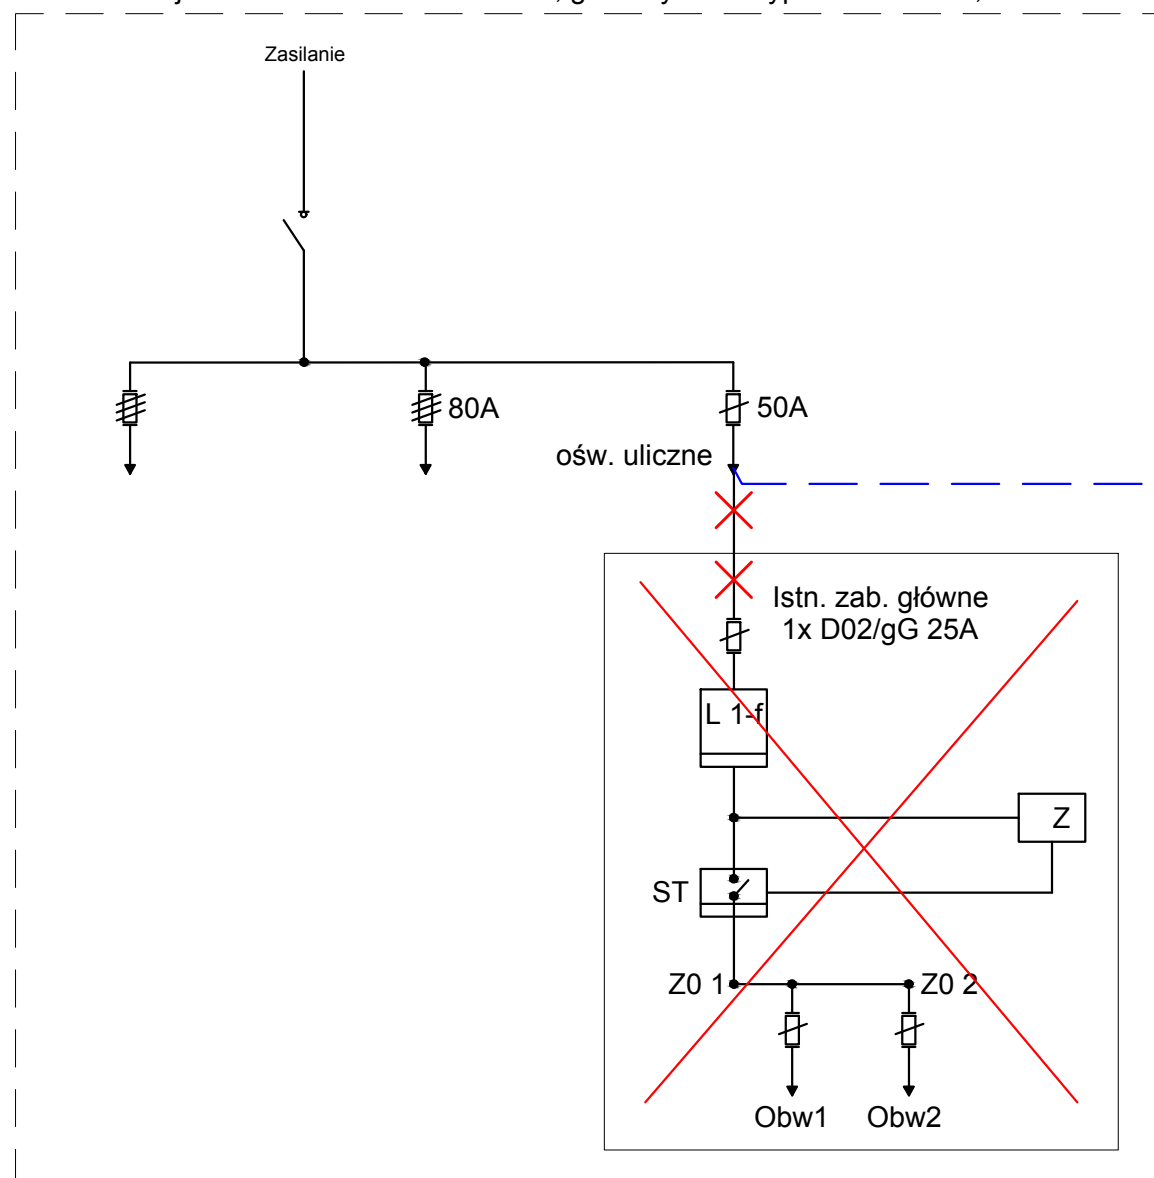 Zasilanie
80A
50A
ośw. uliczne
Istn. zab. główne
1x D02/gG 25A
L 1-f
Z
ST
Z0 1
Z0 2
Obw1
Obw2